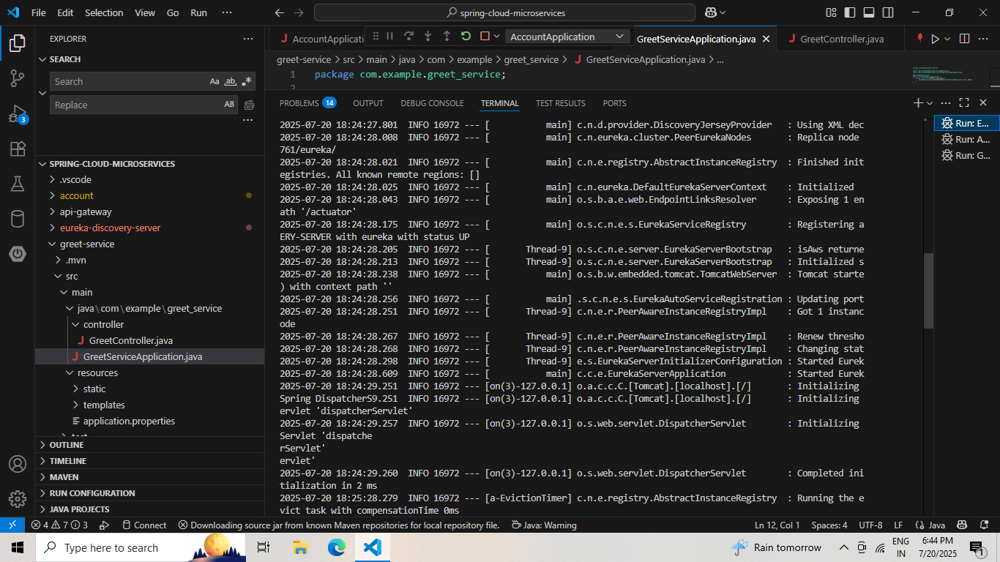 File Edit Selection View Go Run ...
spring-cloud-microservices
EXPLORER
SEARCH
Search
Aa ab
Replace
AB
SPRING-CLOUD-MICROSERVICES
.vscode
account
api-gateway
eureka-discovery-server
greet-service
.mvn
src
main
java\com\example\greet_service
controller
GreetController.java
GreetServiceApplication.java
resources
static
templates
application.properties
OUTLINE
TIMELINE
MAVEN
RUN CONFIGURATION
JAVA PROJECTS
3
AccountApplicati
AccountApplication
GreetServiceApplication.java
GreetController.java
greet-service > src > main > java > com > example > greet_service > GreetServiceApplication.java > ...
1 package com.example.greet_service;
2
PROBLEMS 14 OUTPUT DEBUG CONSOLE TERMINAL TEST RESULTS PORTS
Run: E...
Run: A...
Run: G...
2025-07-20 18:24:27.801 INFO 16972 --- [ main] c.n.d.provider.DiscoveryJerseyProvider : Using XML dec
2025-07-20 18:24:28.008 INFO 16972 --- [ main] c.n.eureka.cluster.PeerEurekaNodes : Replica node
761/eureka/
2025-07-20 18:24:28.021 INFO 16972 --- [ main] c.n.e.registry.AbstractInstanceRegistry : Finished init
egistries. All known remote regions: []
2025-07-20 18:24:28.025 INFO 16972 --- [ main] c.n.eureka.DefaultEurekaServerContext : Initialized
2025-07-20 18:24:28.043 INFO 16972 --- [ main] o.s.b.a.e.web.EndpointLinksResolver : Exposing 1 en
ath '/actuator'
2025-07-20 18:24:28.175 INFO 16972 --- [ main] o.s.c.n.e.s.EurekaServiceRegistry : Registering a
ERY-SERVER with eureka with status UP
2025-07-20 18:24:28.205 INFO 16972 --- [ Thread-9] o.s.c.n.e.server.EurekaServerBootstrap : isAws returne
2025-07-20 18:24:28.213 INFO 16972 --- [ Thread-9] o.s.c.n.e.server.EurekaServerBootstrap : Initialized s
2025-07-20 18:24:28.238 INFO 16972 --- [ main] o.s.b.w.embedded.tomcat.TomcatWebServer : Tomcat starte
) with context path ''
2025-07-20 18:24:28.256 INFO 16972 --- [ main] .s.c.n.e.s.EurekaAutoServiceRegistration : Updating port
2025-07-20 18:24:28.251 INFO 16972 --- [ Thread-9] c.n.e.r.PeerAwareInstanceRegistryImpl : Got 1 instanc
ode
2025-07-20 18:24:28.267 INFO 16972 --- [ Thread-9] c.n.e.r.PeerAwareInstanceRegistryImpl : Renew thresho
2025-07-20 18:24:28.268 INFO 16972 --- [ Thread-9] c.n.e.r.PeerAwareInstanceRegistryImpl : Changing stat
2025-07-20 18:24:28.298 INFO 16972 --- [ Thread-9] e.s.EurekaServerInitializerConfiguration : Started Eurek
2025-07-20 18:24:28.609 INFO 16972 --- [ main] c.c.e.EurekaServerApplication : Started Eurek
2025-07-20 18:24:29.251 INFO 16972 --- [on(3)-127.0.0.1] o.a.c.c.C.[Tomcat].[localhost].[/] : Initializing
Spring DispatcherS9.251 INFO 16972 --- [on(3)-127.0.0.1] o.a.c.c.C.[Tomcat].[localhost].[/] : Initializing
ervlet 'dispatcherServlet'
2025-07-20 18:24:29.257 INFO 16972 --- [on(3)-127.0.0.1] o.s.web.servlet.DispatcherServlet : Initializing
Servlet 'dispatche
rServlet'
ervlet'
2025-07-20 18:24:29.260 INFO 16972 --- [on(3)-127.0.0.1] o.s.web.servlet.DispatcherServlet : Completed ini
tialization in 2 ms
2025-07-20 18:25:28.279 INFO 16972 --- [a-EvictionTimer] c.n.e.registry.AbstractInstanceRegistry : Running the e
vict task with compensationTime 0ms
4 7 3 Connect Downloading source jar from known Maven repositories for local repository file. Java: Warning Ln 12, Col 1 Spaces: 4 UTF-8 LF {} Java
Type here to search
Rain tomorrow
ENG
IN
6:44 PM
7/20/2025
1